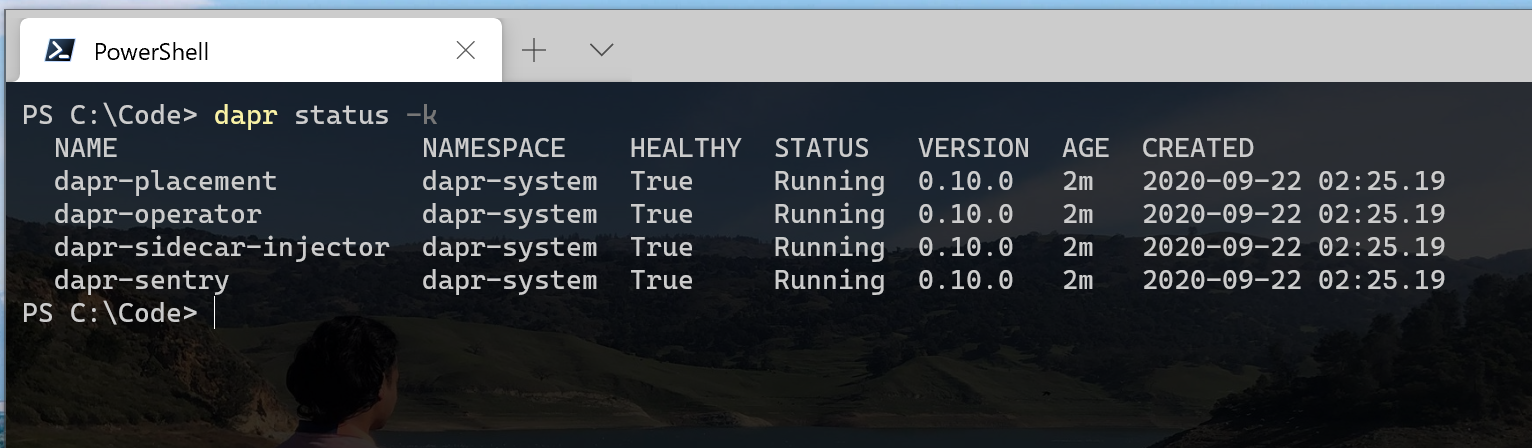 PowerShell
PS C:\Code> dapr status -k
NAME NAMESPACE HEALTHY STATUS VERSION AGE CREATED
dapr-placement dapr-system True Running 0.10.0 2m 2020-09-22 02:25.19
dapr-operator dapr-system True Running 0.10.0 2m 2020-09-22 02:25.19
dapr-sidecar-injector dapr-system True Running 0.10.0 2m 2020-09-22 02:25.19
dapr-sentry dapr-system True Running 0.10.0 2m 2020-09-22 02:25.19
PS C:\Code>